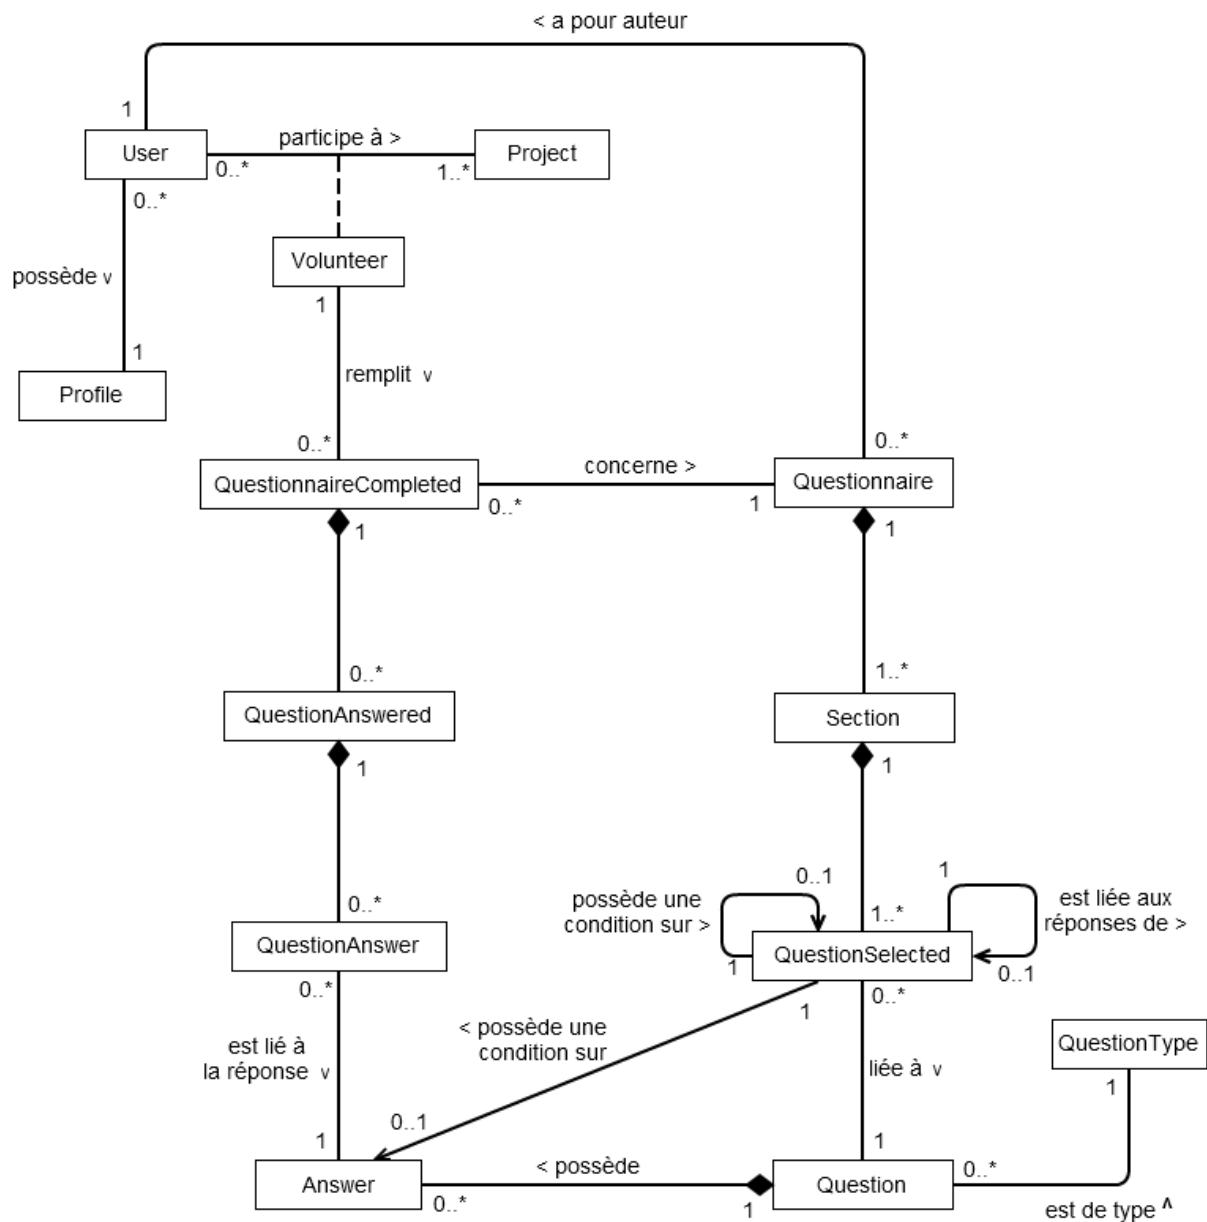 < a pour auteur
1
User
participe à >
Project
0..*
1..*
0..*
Volunteer
possède v
1
1
remplit v
Profile
0..*
0..*
QuestionnaireCompleted
concerne >
Questionnaire
0..*
1
1
1
0..*
1..*
QuestionAnswered
Section
1
1
0..1
1
possède une
condition sur >
est liée aux
réponses de >
0..*
1..*
QuestionAnswer
QuestionSelected
1
0..1
0..*
0..*
1
< possède une
condition sur
est lié à
la réponse v
liée à v
QuestionType
1
0..1
1
1
< possède
0..*
Answer
Question
0..*
1
est de type ^